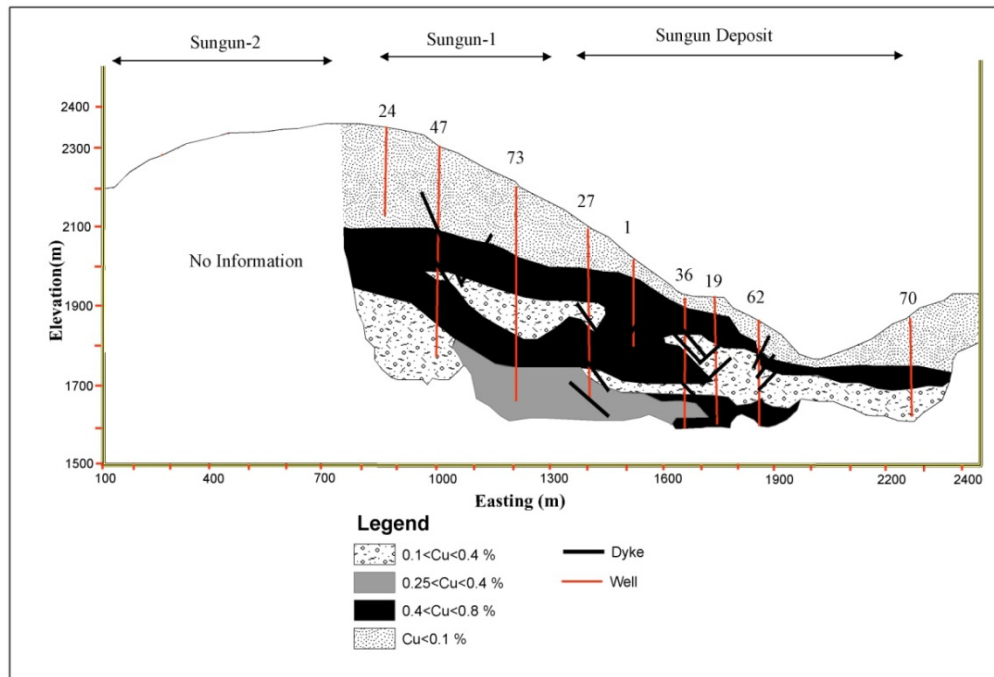 Sungun-2 Sungun-1 Sungun Deposit
24
47
73
27
1
36 19
62
70
2400
2300
2100
2000
1900
1700
1600
1500
Elevation(m)
No Information
100 400 700 1000 1300 1600 1900 2200 2400
Easting (m)
Legend
0.1<Cu<0.4 %
0.25<Cu<0.4 %
0.4<Cu<0.8 %
Cu<0.1 %
Dyke
Well